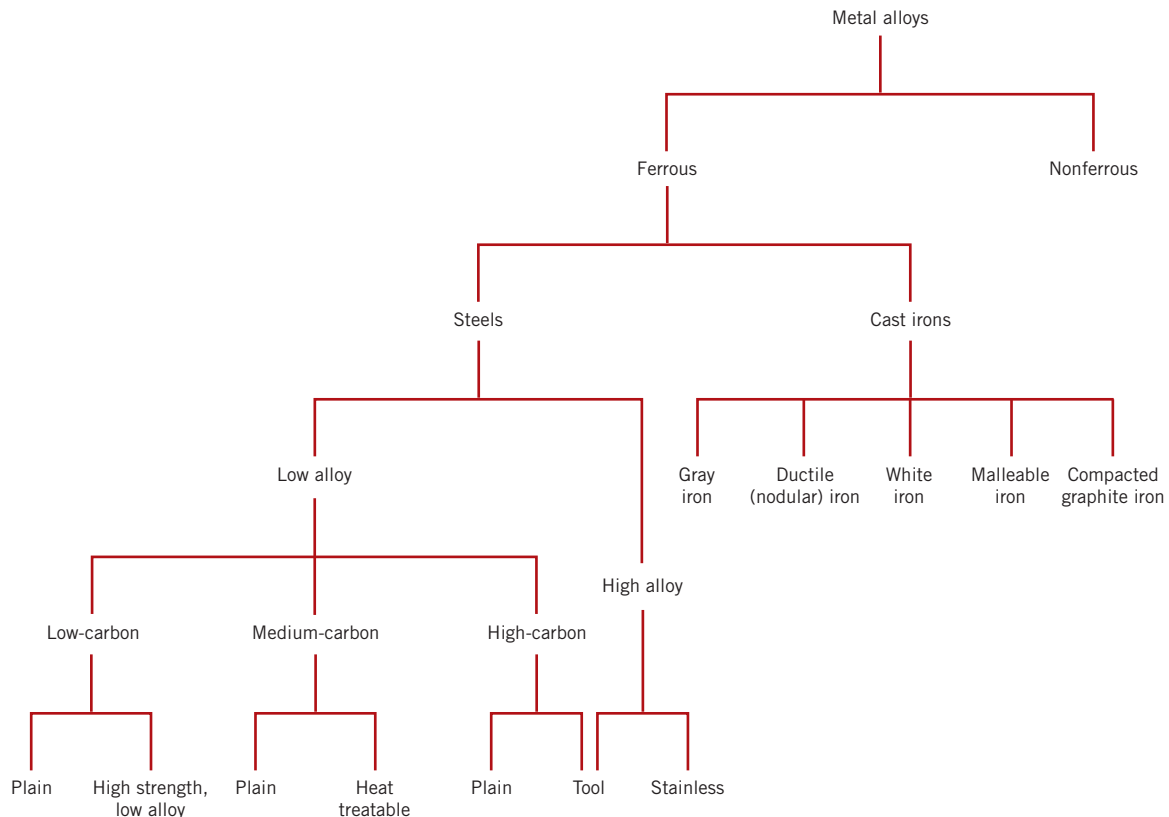 Metal alloys
Ferrous
Nonferrous
Steels
Cast irons
Low alloy
Gray
iron
Ductile
(nodular) iron
White
iron
Malleable
iron
Compacted
graphite iron
High alloy
Low-carbon
Medium-carbon
High-carbon
Plain
High strength,
low alloy
Plain
Heat
treatable
Plain
Tool
Stainless